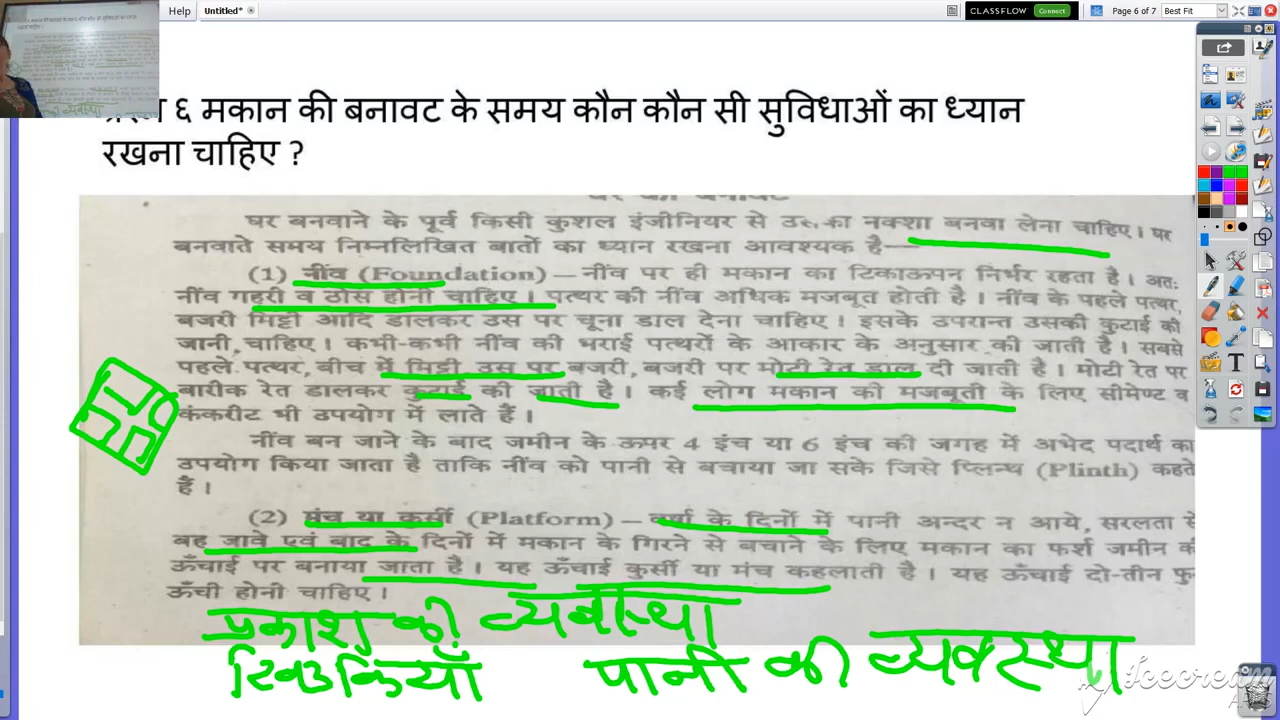 Help Untitled* CLASSFLOW Connect Page 6 of 7 Best Fit
६ मकान की बनावट के समय कौन कौन सी सुविधाओं का ध्यान
रखना चाहिए ?
घर बनवाने के पूर्व किसी कुशल इंजीनियर से नक्शा बनवा लेना चाहिए। घर
बनवाते समय निम्नलिखित बातों का ध्यान रखना आवश्यक है—
(1) नींव (Foundation) – नींव पर ही मकान का टिकाऊपन निर्भर रहता है। अतः
नींव गहरी व ठोस होनी चाहिए। पत्थर की नींव अधिक मजबूत होती है। नींव के पहले पत्थर,
बजरी मिट्टी आदि डालकर उस पर चूना डाल देना चाहिए। इसके उपरान्त उसकी कुटाई की
जानी, चाहिए। कभी-कभी नींव की भराई पत्थरों के आकार के अनुसार की जाती है। सबसे
पहले पत्थर, बीच में मिट्टी उस पर बजरी, बजरी पर मोटी रेत डाल दी जाती है। मोटी रेत पर
बारीक रेत डालकर कुटाई की जाती है। कई लोग मकान की मजबूती के लिए सीमेण्ट व
कंकरीट भी उपयोग में लाते हैं।
नींव बन जाने के बाद जमीन के ऊपर 4 इंच या 6 इंच की जगह में अभेद पदार्थ का
उपयोग किया जाता है ताकि नींव को पानी से बचाया जा सके जिसे प्लिन्थ (Plinth) कहते
हैं।
(2) मंच या कुर्सी (Platform) – वर्षा के दिनों में पानी अन्दर न आये, सरलता से
बह जावे एवं बाढ़ के दिनों में मकान के गिरने से बचाने के लिए मकान का फर्श जमीन की
ऊँचाई पर बनाया जाता है। यह ऊँचाई कुर्सी या मंच कहलाती है। यह ऊँचाई दो-तीन
ऊँची होनी चाहिए।
प्रकाश की व्यवस्था
खिड़कियाँ पानी की व्यवस्था
Icecream